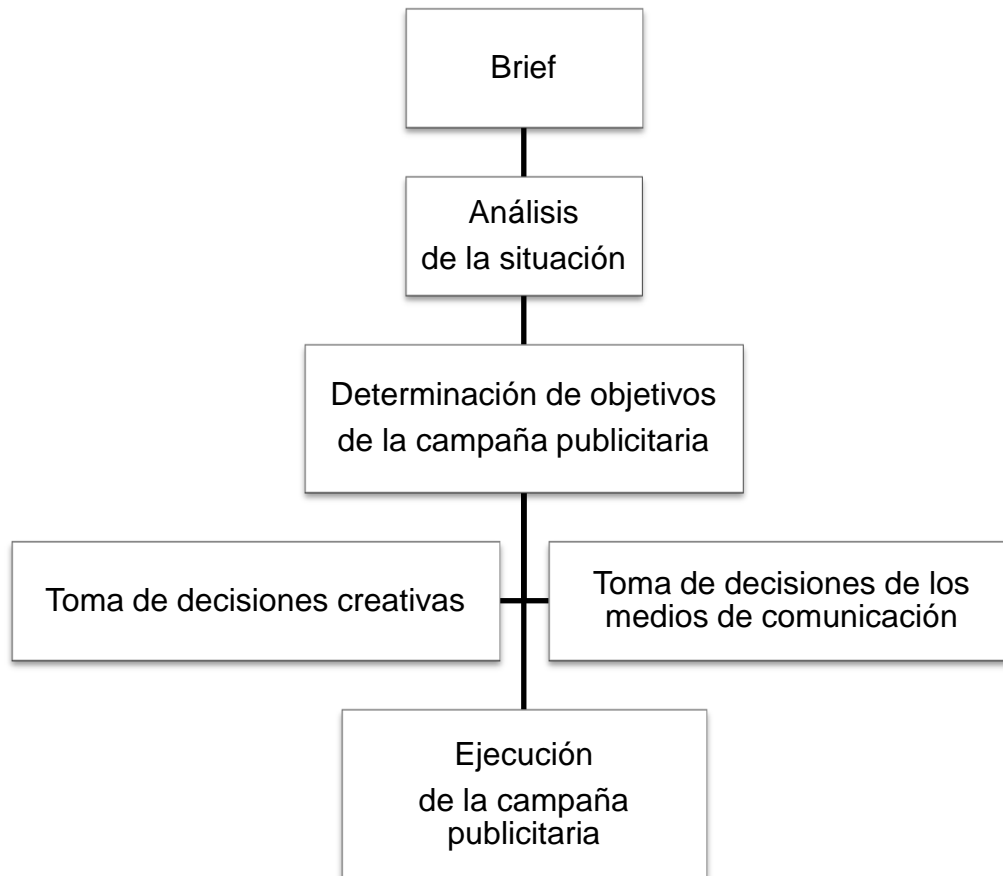 Brief
Análisis
de la situación
Determinación de objetivos
de la campaña publicitaria
Toma de decisiones creativas
Toma de decisiones de los
medios de comunicación
Ejecución
de la campaña
publicitaria